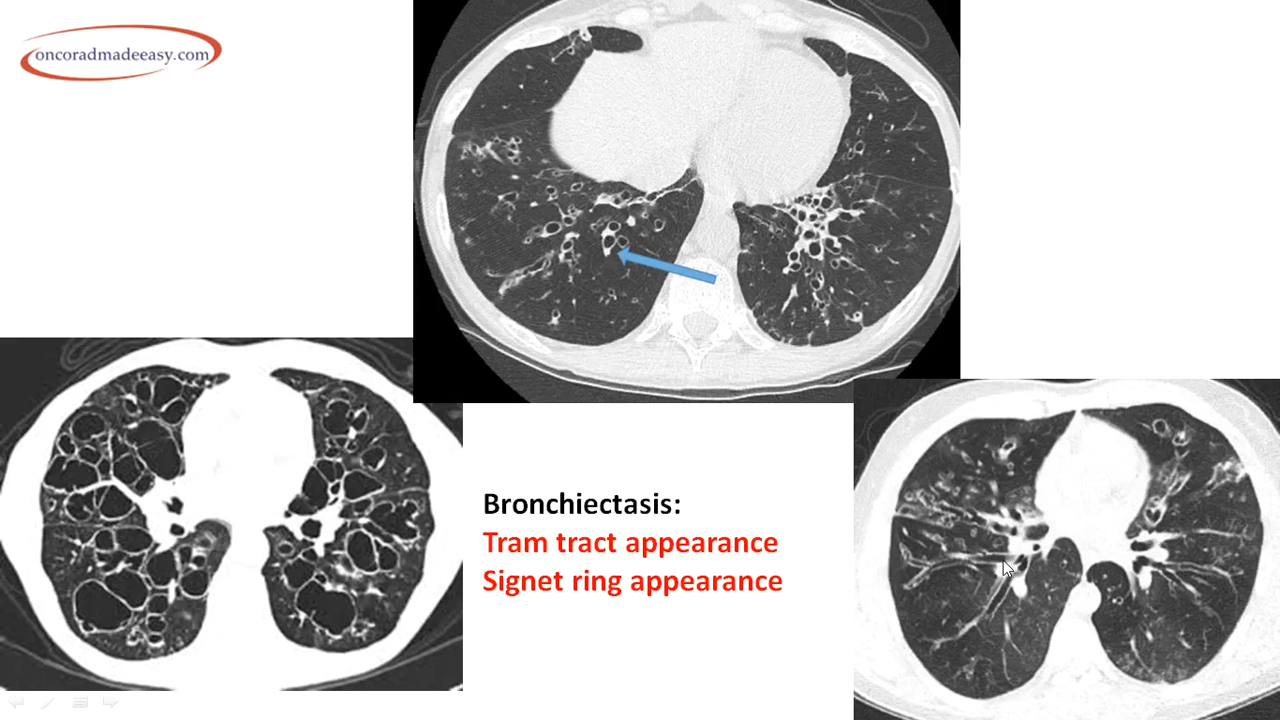 oncoradmadeeasy.com
Bronchiectasis:
Tram tract appearance
Signet ring appearance